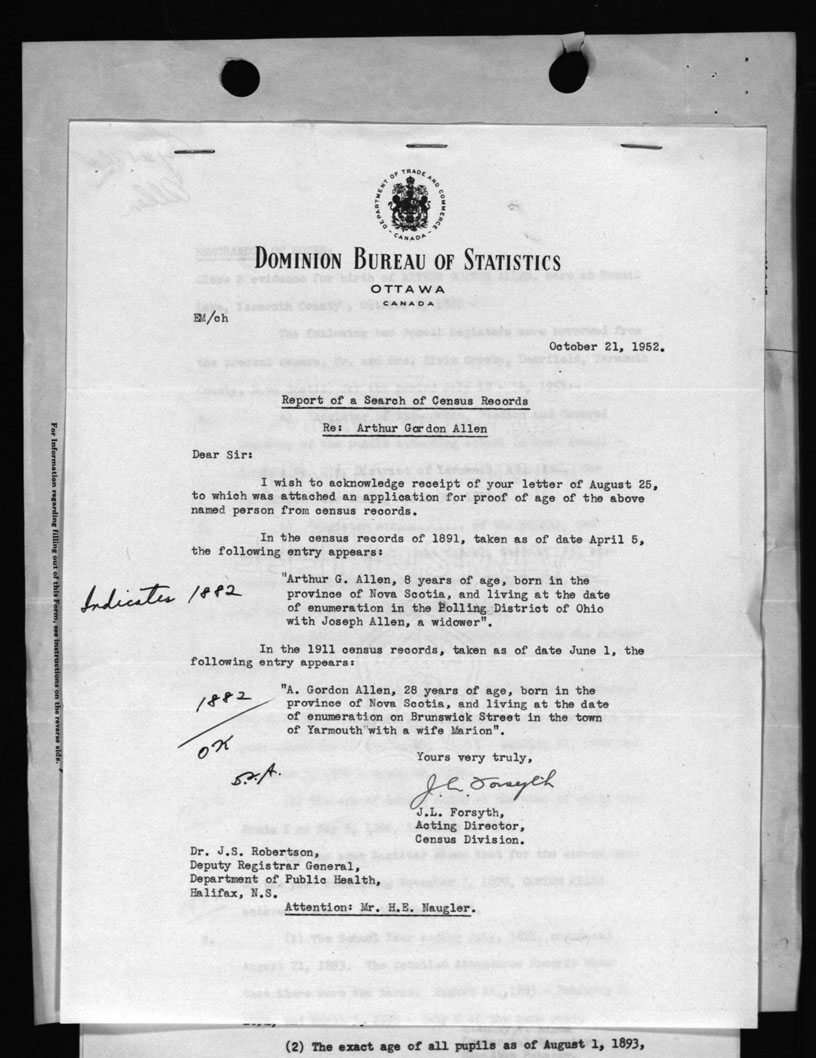 DEPARTMENT OF TRADE AND COMMERCE
CANADA
DOMINION BUREAU OF STATISTICS
OTTAWA
CANADA
EM/ch
October 21, 1952.
Report of a Search of Census Records
Re: Arthur Gordon Allen
Dear Sir:
I wish to acknowledge receipt of your letter of August 25,
to which was attached an application for proof of age of the above
named person from census records.
In the census records of 1891, taken as of date April 5,
the following entry appears:
"Arthur G. Allen, 8 years of age, born in the
Indicates 1882
province of Nova Scotia, and living at the date
of enumeration in the Polling District of Ohio
with Joseph Allen, a widower".
In the 1911 census records, taken as of date June 1, the
following entry appears:
"A. Gordon Allen, 28 years of age, born in the
1882
province of Nova Scotia, and living at the date
of enumeration on Brunswick Street in the town
of Yarmouth with a wife Marion".
OK
Yours very truly,
J.L. Forsyth
J.L. Forsyth,
Acting Director,
Census Division.
Dr. J.S. Robertson,
Deputy Registrar General,
Department of Public Health,
Halifax, N.S.
Attention: Mr. H.E. Naugler.
For Information regarding filling out of this Form, see instructions on the reverse side.
(2) The exact age of all pupils as of August 1, 1893,